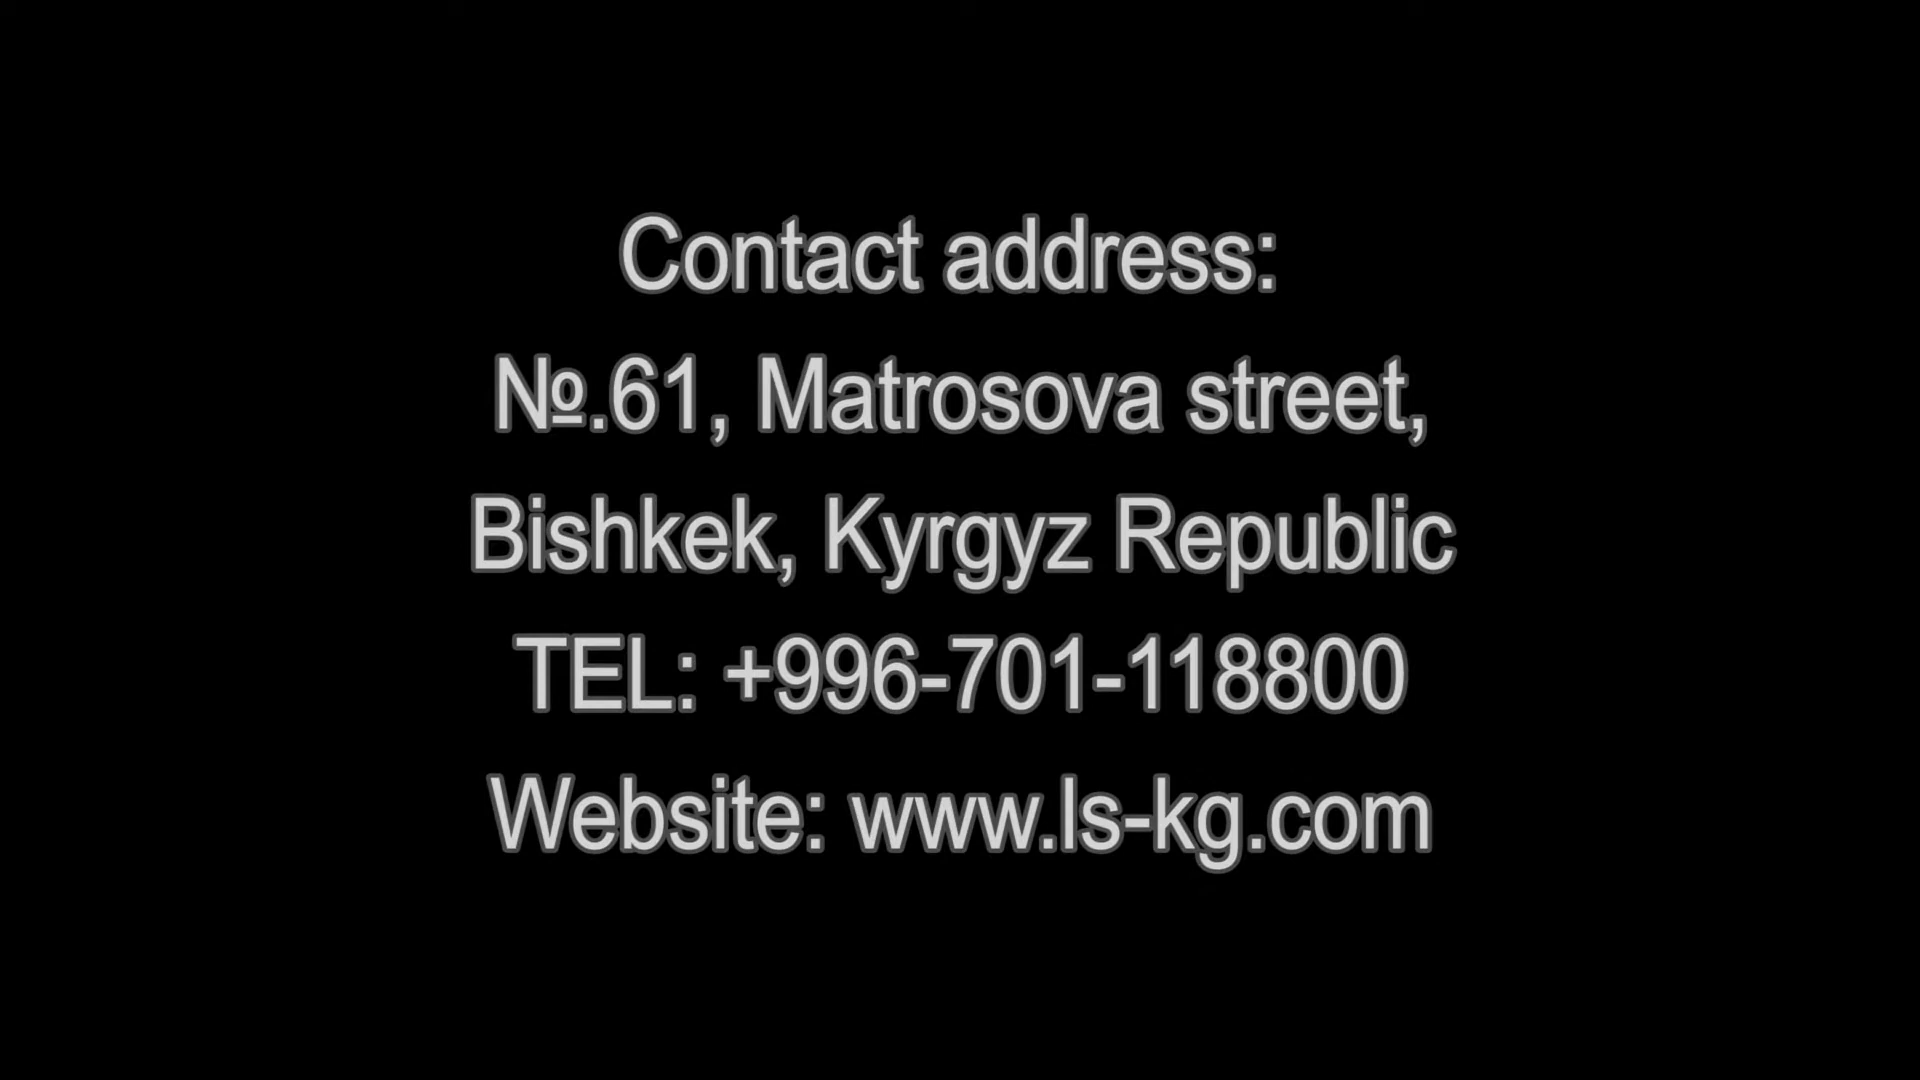 Contact address:
№.61, Matrosova street,
Bishkek, Kyrgyz Republic
TEL: +996-701-118800
Website: www.ls-kg.com